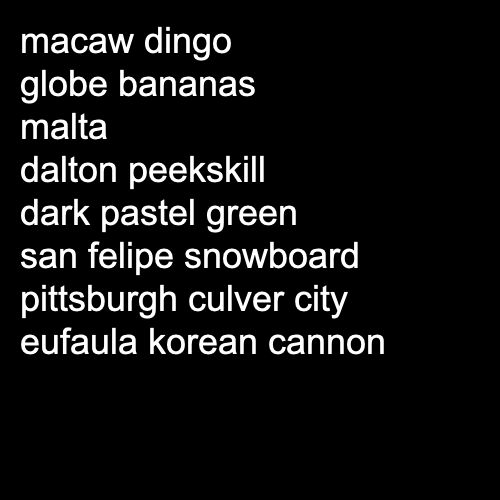 macaw dingo
globe bananas
malta
dalton peekskill
dark pastel green
san felipe snowboard
pittsburgh culver city
eufaula korean cannon